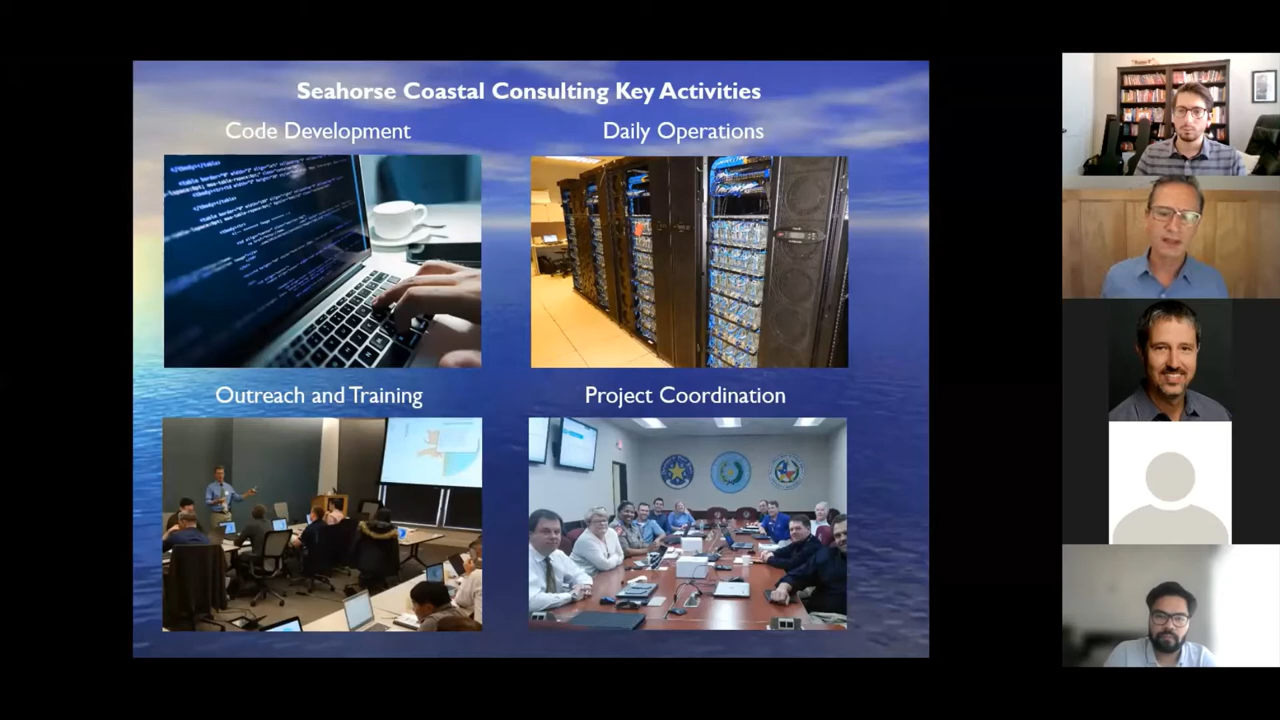 Seahorse Coastal Consulting Key Activities
Code Development
Daily Operations
Outreach and Training
Project Coordination